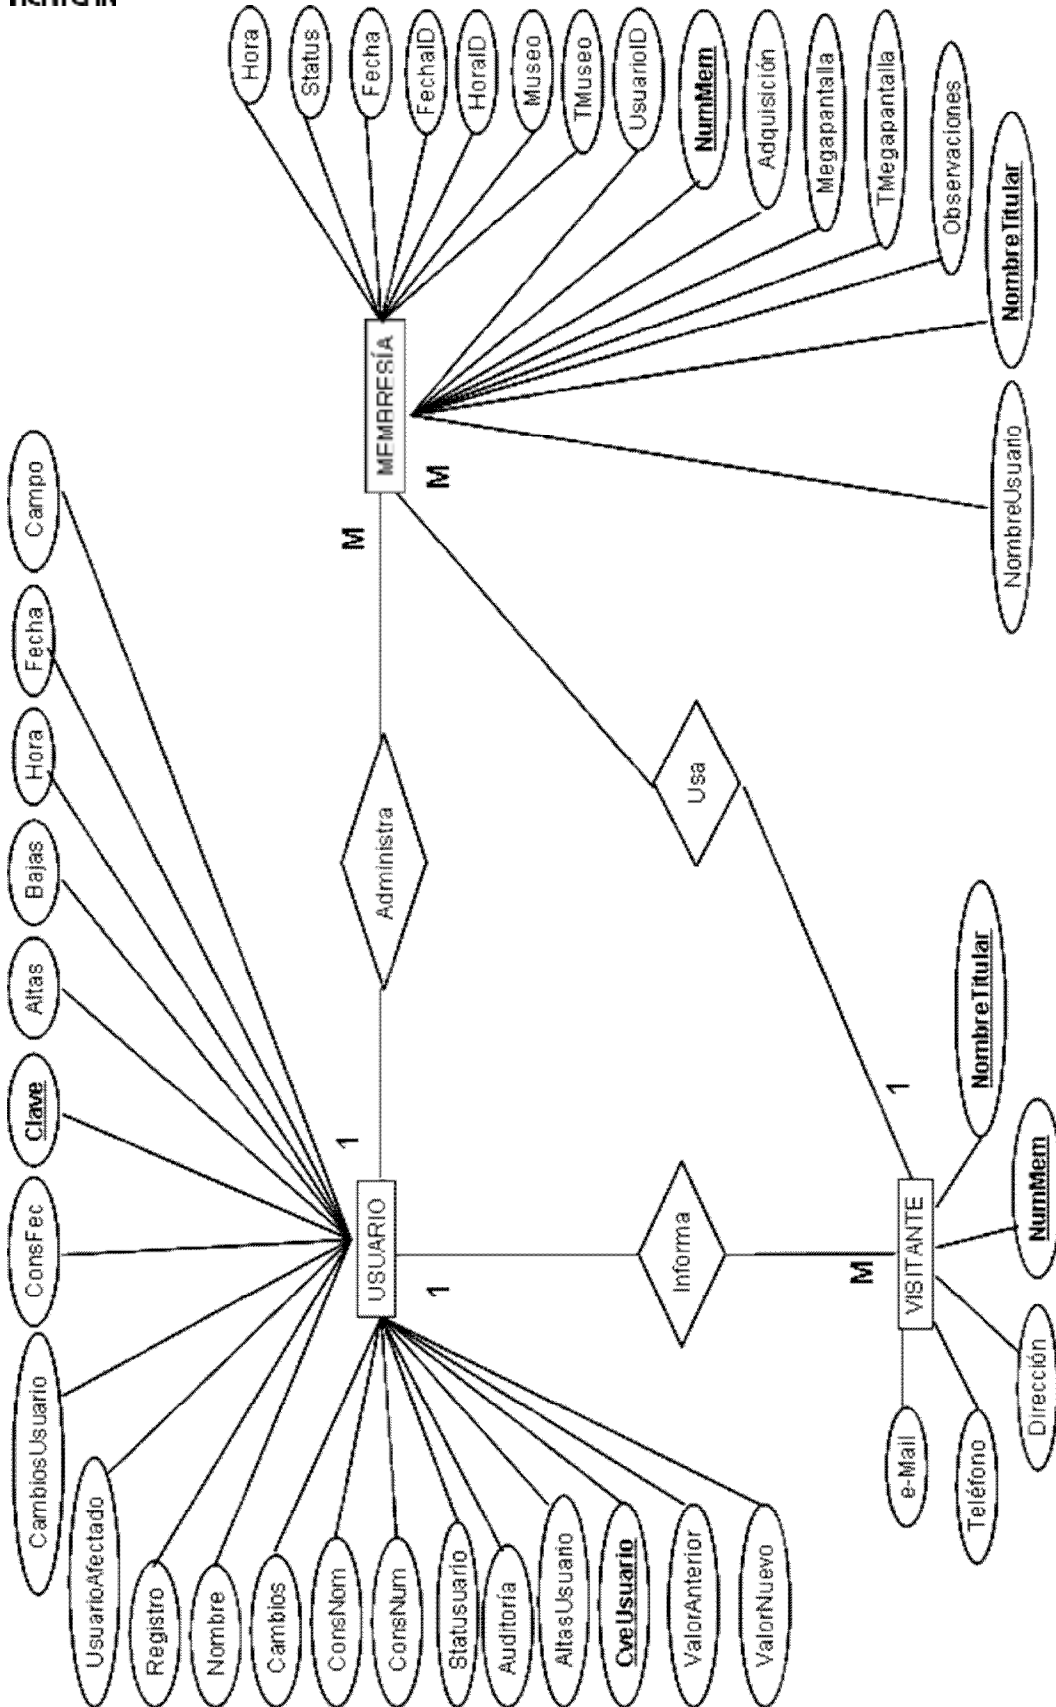 Campo
Fecha
Hora
Bajas
Altas
Clave
ConsFec
CambiosUsuario
UsuarioAfectado
Registro
Nombre
Cambios
ConsNom
ConsNum
Statusuario
Auditoría
AltasUsuario
CveUsuario
ValorAnterior
ValorNuevo
USUARIO
1
Administra
M
MEMBRESÍA
M
Hora
Status
Fecha
FechaID
HoraID
Museo
TMuseo
UsuarioID
NumMem
Adquisición
Megapantalla
TMegapantalla
Observaciones
NombreTitular
NombreUsuario
1
Informa
M
Usa
1
VISITANTE
e-Mail
Teléfono
Dirección
NumMem
NombreTitular